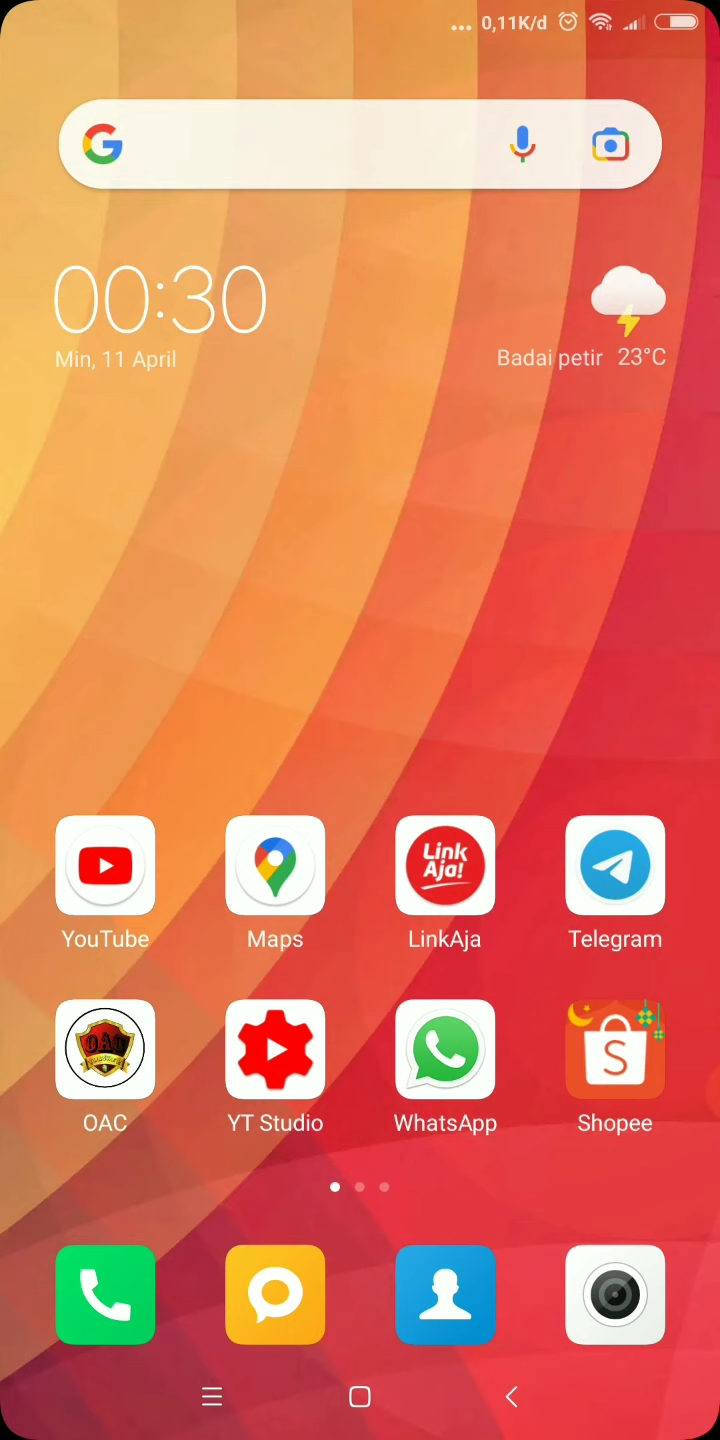 ... 0,11K/d
00:30
Min, 11 April
Badai petir 23°C
Link
Aja!
YouTube
Maps
LinkAja
Telegram
OAC
S
OAC
YT Studio
WhatsApp
Shopee